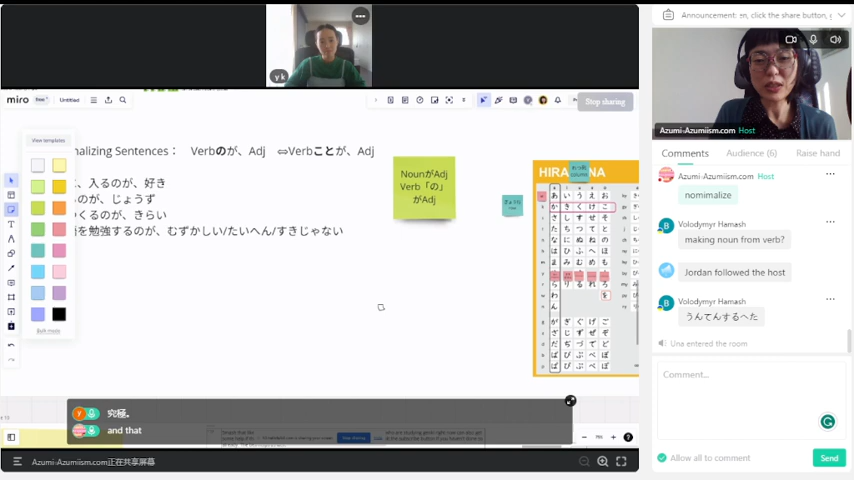 Announcement: en, click the share button,
y k
miro
free
Untitled
Stop sharing
View templates
Bulk mode
nalizing Sentences： Verbのが、Adj ⇔Verbことが、Adj
、入るのが、好き
のが、じょうず
つくるのが、きらい
を勉強するのが、むずかしい/たいへん/すきじゃない
NounがAdj
Verb「の」
がAdj
HIRA
NA
column
あ い う え お
か き く け こ
さ し す せ そ
た ち つ て と
な に ぬ ね の
は ひ ふ へ ほ
ま み む め も
ら り る れ ろ
わ を
ん
が ぎ ぐ げ ご
ざ じ ず ぜ ぞ
だ ぢ づ で ど
ば び ぶ べ ぼ
ぱ ぴ ぷ ぺ ぽ
y
究極。
and that
Azumi-Azumiism.com正在共享屏幕
Azumi-Azumiism.com Host
Comments
Audience (6)
Raise hand
Azumi-Azumiism.com Host
nomimalize
Volodymyr Hamash
making noun from verb?
Jordan followed the host
Volodymyr Hamash
うんてんするへた
Una entered the room
Comment...
Allow all to comment
Send